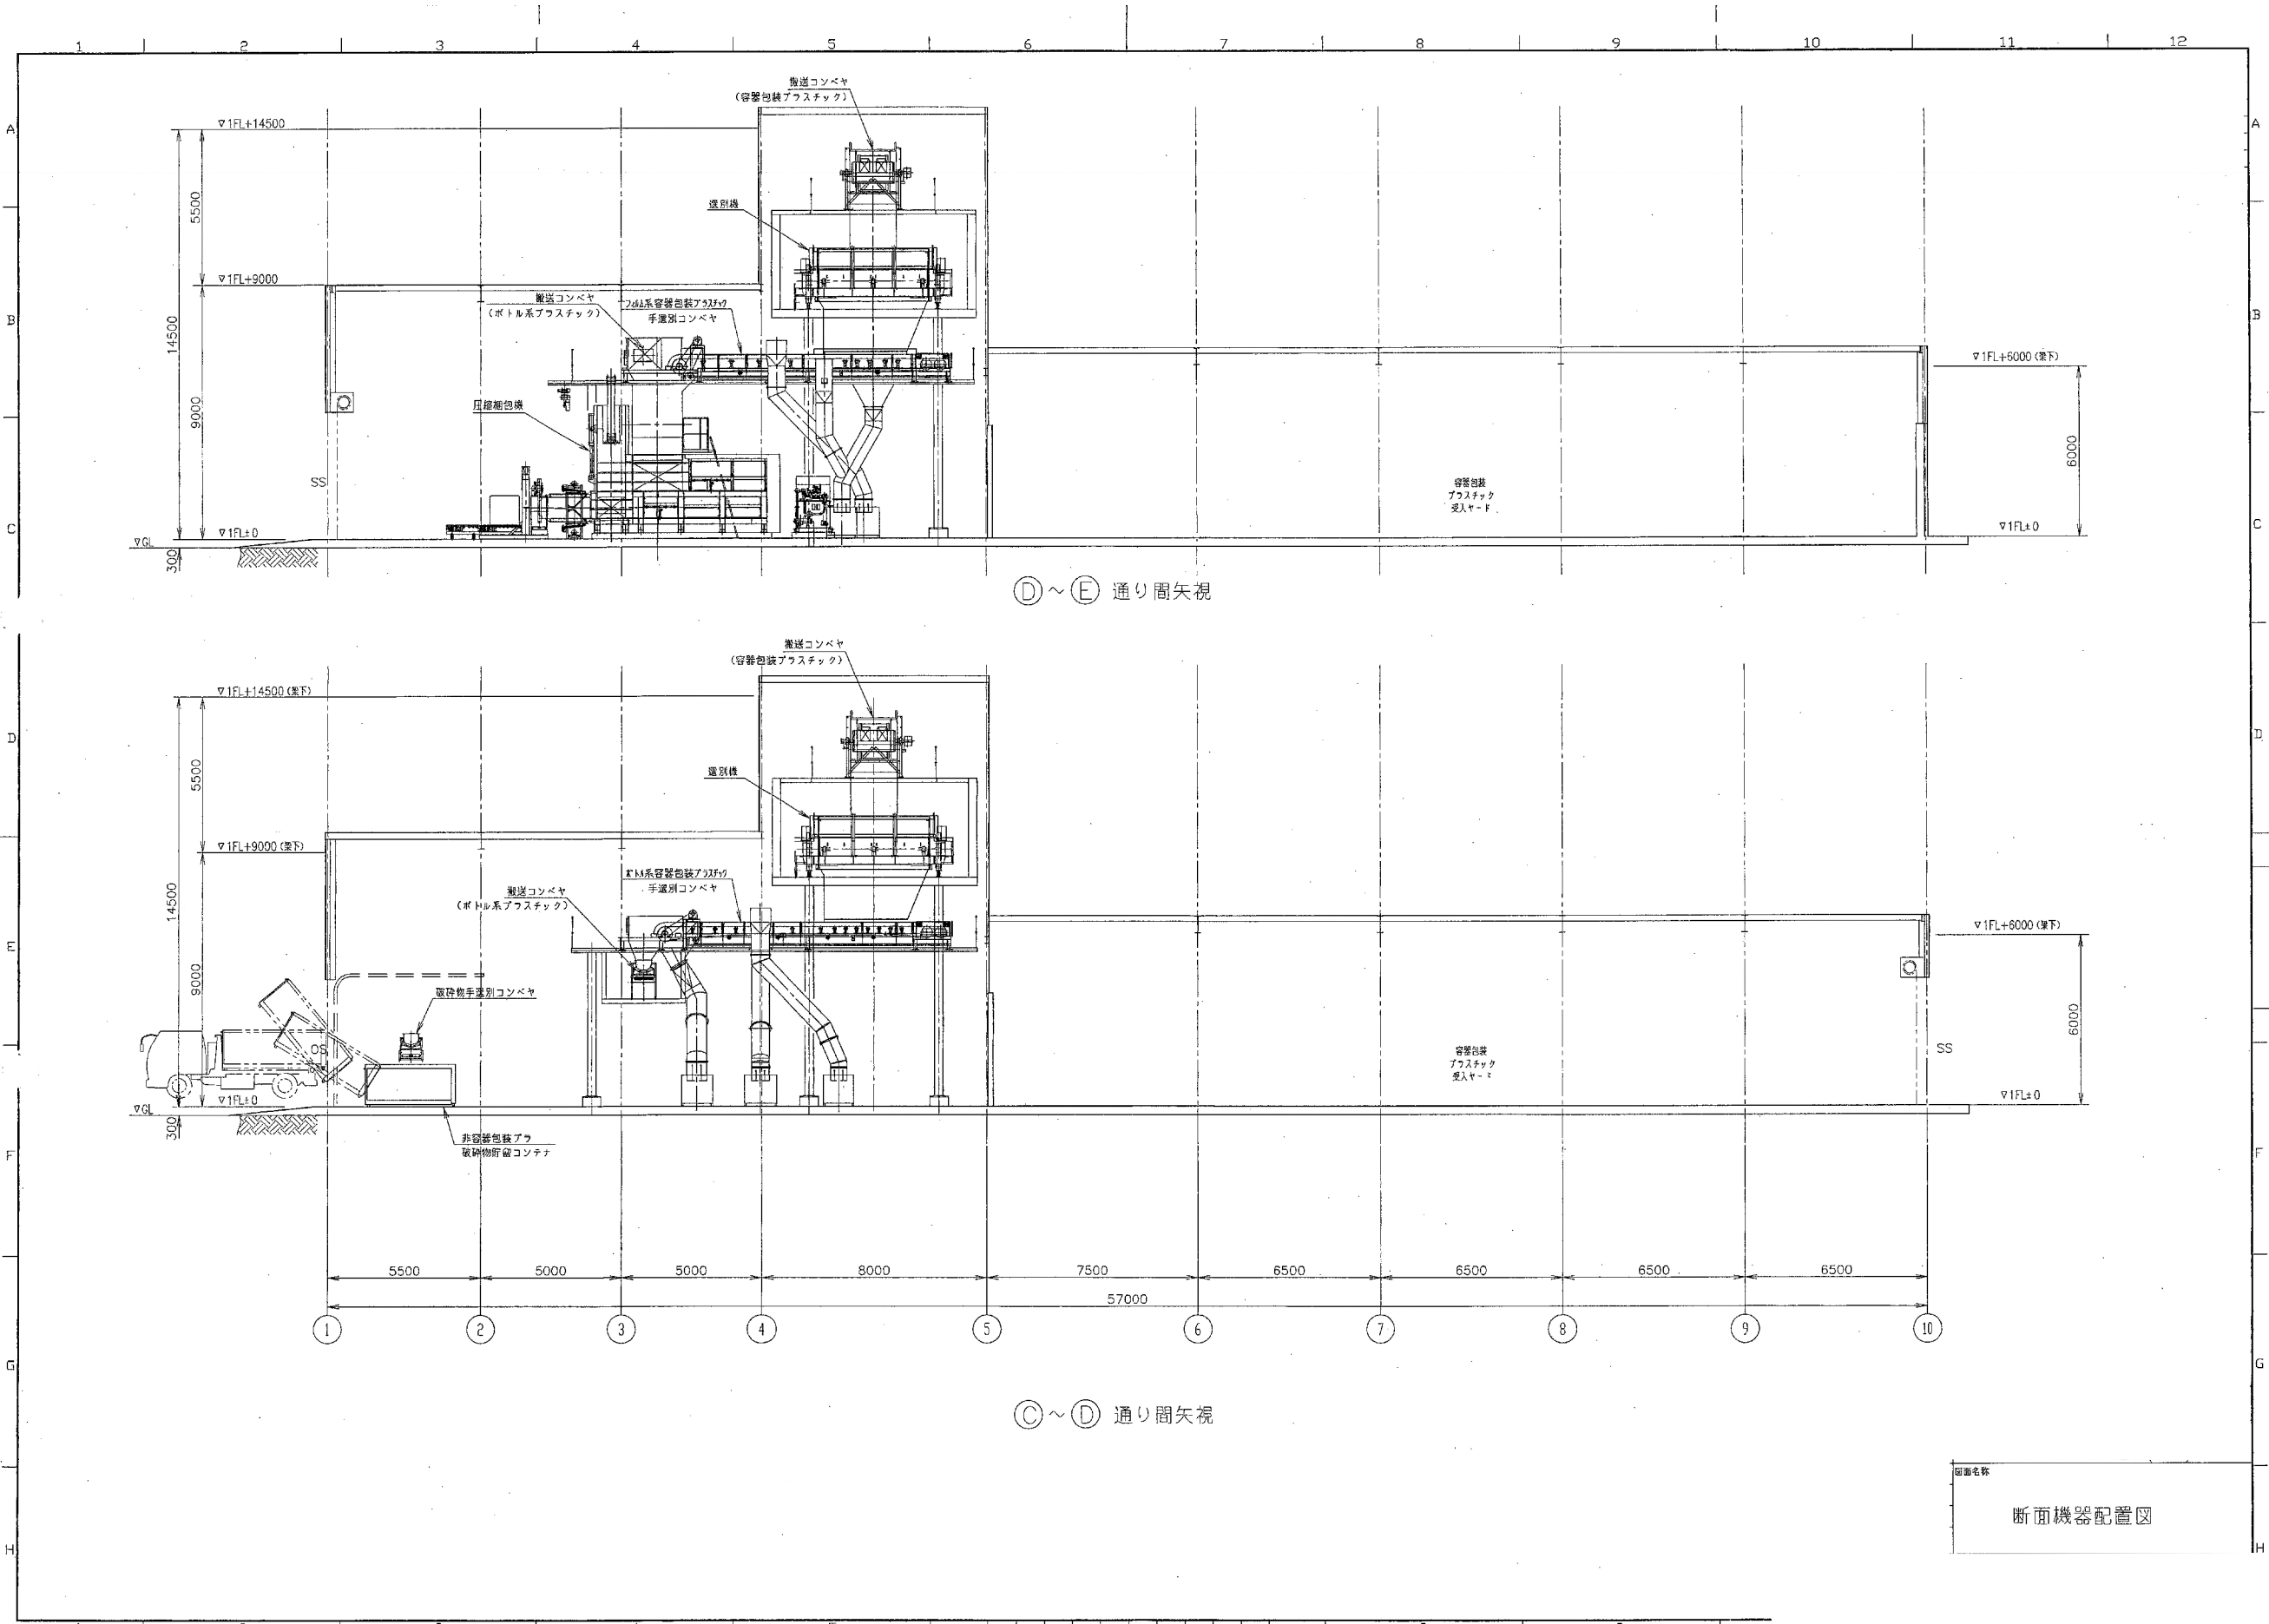 1 2 3 4 5 6 7 8 9 10 11 12
A
B
C
D
E
F
G
H
A
B
C
D
E
F
G
H
搬送コンベヤ
(容器包装プラスチック)
▽1FL+14500
5500
選別機
▽1FL+9000
搬送コンベヤ
(ボトル系プラスチック)
フィルム系容器包装プラスチック
手選別コンベヤ
14500
▽1FL+6000(梁下)
圧縮梱包機
9000
6000
SS
容器包装
プラスチック
受入ヤード
▽1FL±0
▽1FL±0
▽GL
300
Ⓓ~Ⓔ 通り間矢視
搬送コンベヤ
(容器包装プラスチック)
▽1FL+14500(梁下)
5500
選別機
▽1FL+9000(梁下)
ボトル系容器包装プラスチック
手選別コンベヤ
搬送コンベヤ
(ボトル系プラスチック)
14500
▽1FL+6000(梁下)
9000
破砕物手選別コンベヤ
6000
OS
容器包装
プラスチック
受入ヤード
SS
▽1FL±0
▽1FL±0
▽GL
300
非容器包装プラ
破砕物貯留コンテナ
5500 5000 5000 8000 7500 6500 6500 6500 6500
57000
① ② ③ ④ ⑤ ⑥ ⑦ ⑧ ⑨ ⑩
Ⓒ~Ⓓ 通り間矢視
図面名称
断面機器配置図